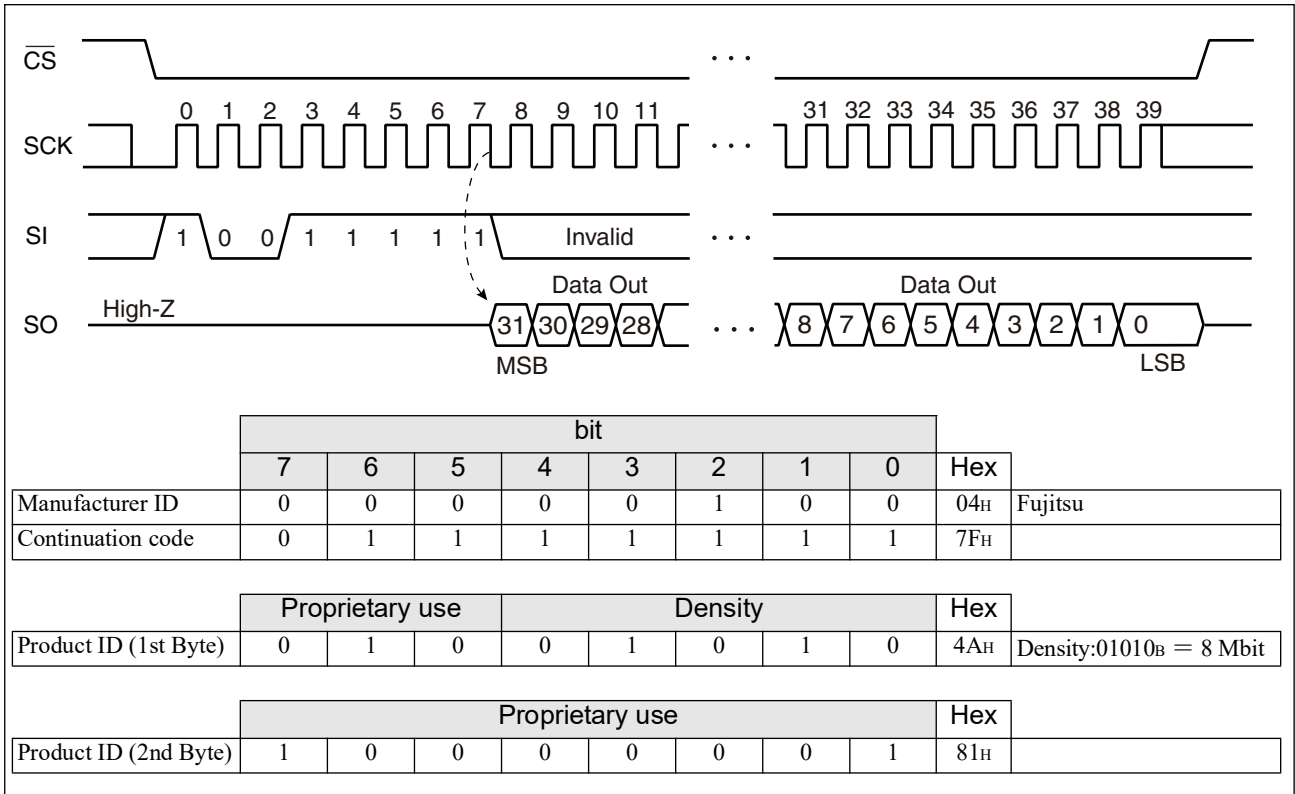 CS
. . .
0 1 2 3 4 5 6 7 8 9 10 11 31 32 33 34 35 36 37 38 39
SCK . . .
SI 1 0 0 1 1 1 1 1 Invalid . . .
Data Out Data Out
High-Z
SO 31 30 29 28 . . . 8 7 6 5 4 3 2 1 0
MSB LSB
bit
7 6 5 4 3 2 1 0 Hex
Manufacturer ID 0 0 0 0 0 1 0 0 04H Fujitsu
Continuation code 0 1 1 1 1 1 1 1 7FH
Proprietary use Density Hex
Product ID (1st Byte) 0 1 0 0 1 0 1 0 4AH Density:01010B = 8 Mbit
Proprietary use Hex
Product ID (2nd Byte) 1 0 0 0 0 0 0 1 81H